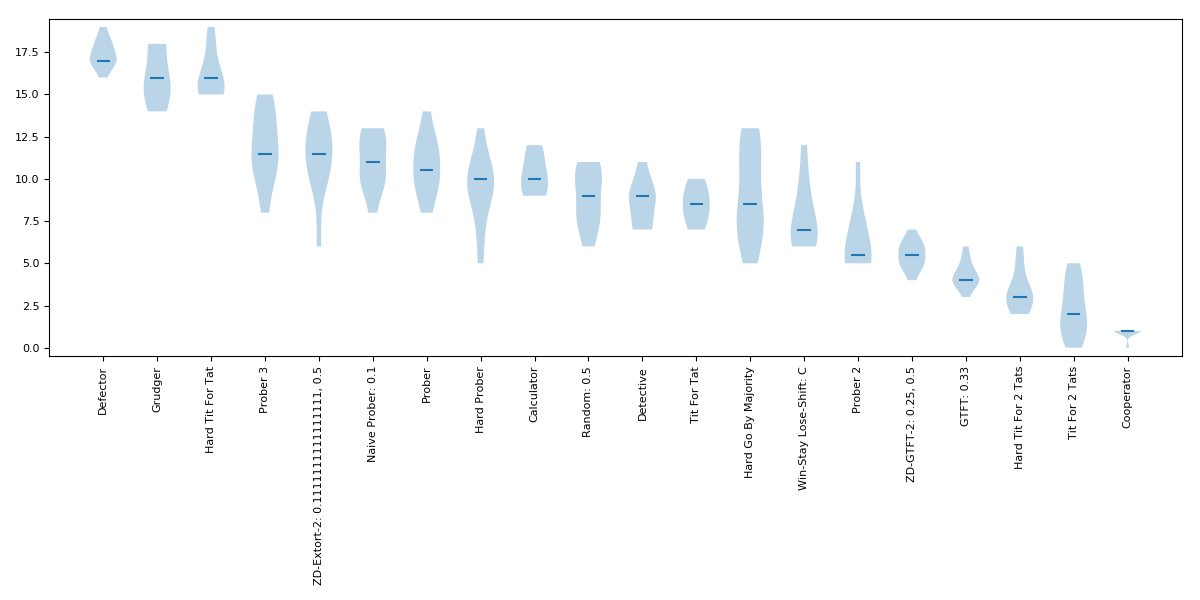 17.5
15.0
12.5
10.0
7.5
5.0
2.5
0.0
Defector
Grudger
Hard Tit For Tat
Prober 3
ZD-Extort-2: 0.1111111111111111, 0.5
Naive Prober: 0.1
Prober
Hard Prober
Calculator
Random: 0.5
Detective
Tit For Tat
Hard Go By Majority
Win-Stay Lose-Shift: C
Prober 2
ZD-GTFT-2: 0.25, 0.5
GTFT: 0.33
Hard Tit For 2 Tats
Tit For 2 Tats
Cooperator